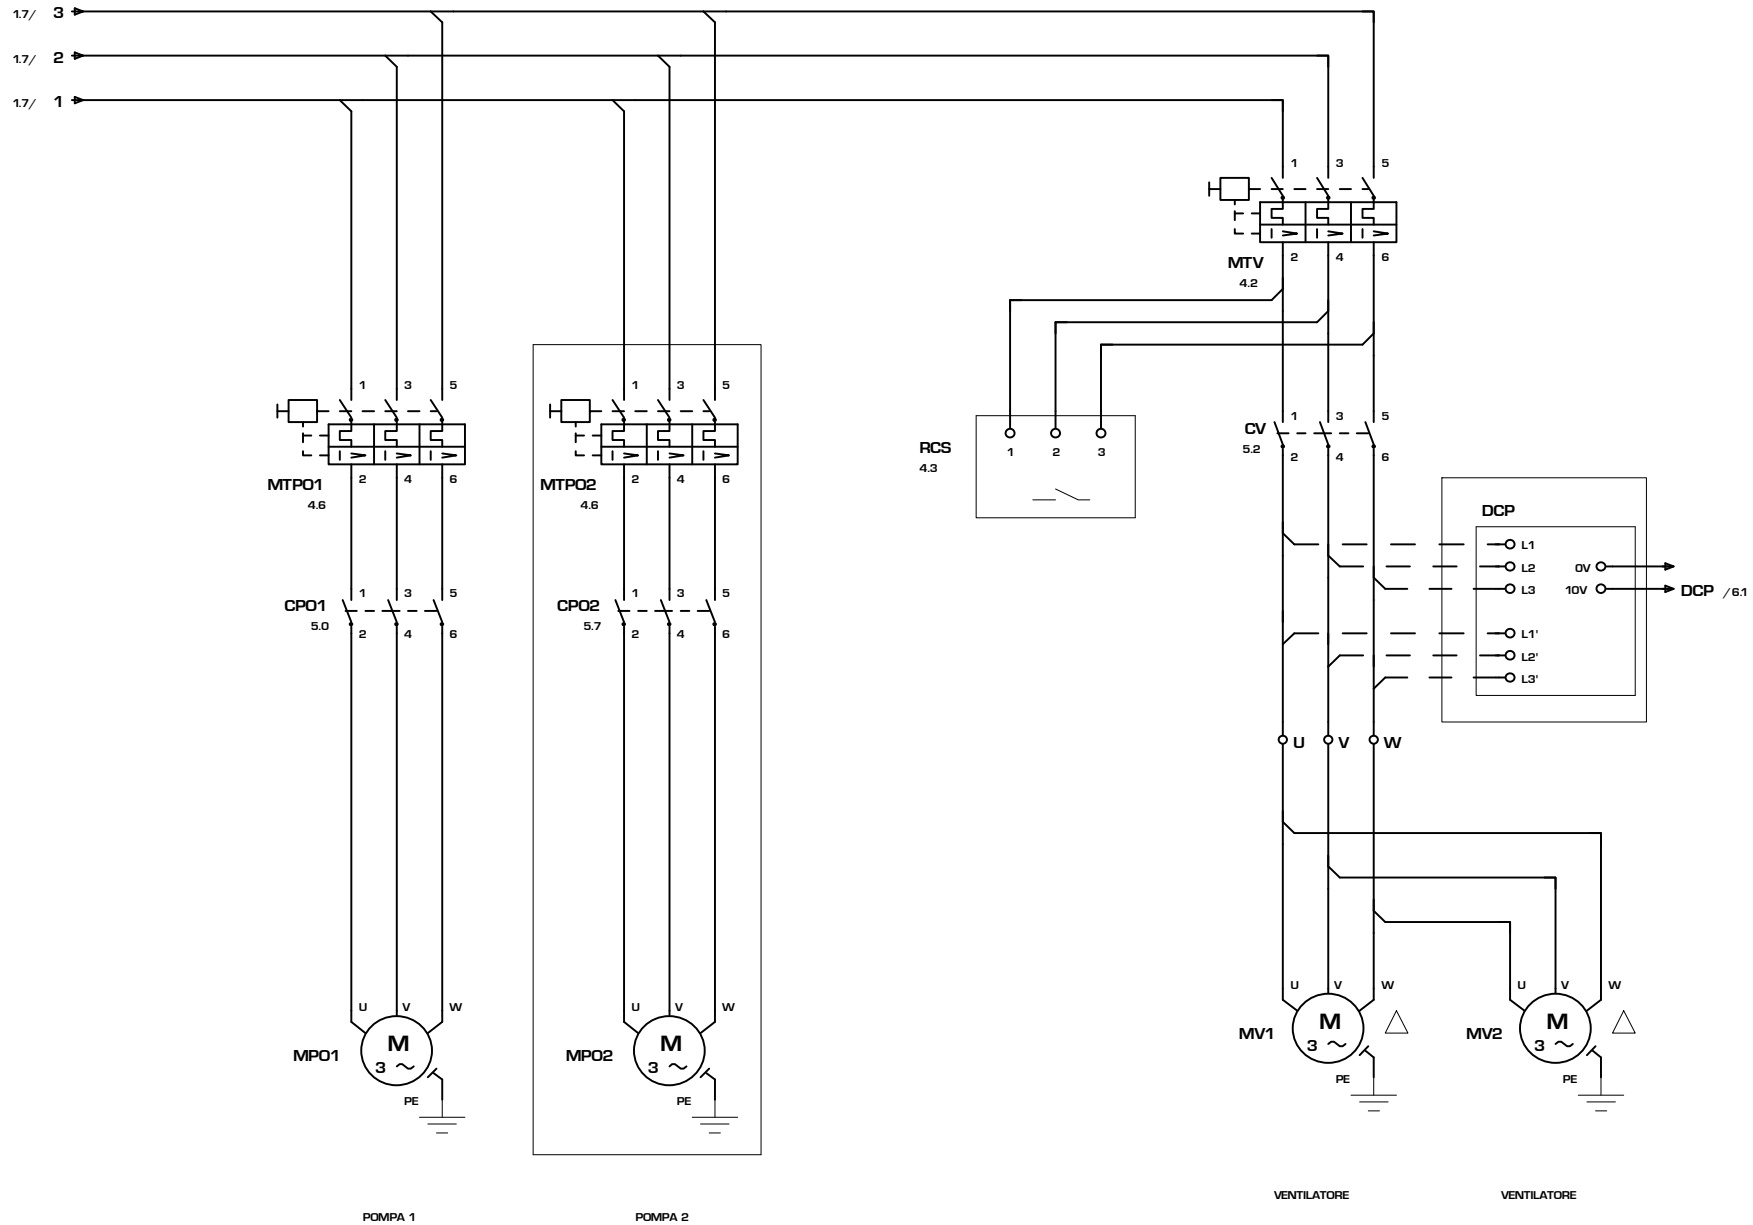 1.7/ 3
1.7/ 2
1.7/ 1
1 3 5
MTV
4.2
2 4 6
1 3 5
MTP01
4.6
2 4 6
1 3 5
MTP02
4.6
2 4 6
RCS
4.3
1 2 3
1 3 5
CV
5.2
2 4 6
DCP
L1
L2
L3
0V
10V
DCP / 6.1
L1'
L2'
L3'
1 3 5
CP01
5.0
2 4 6
1 3 5
CP02
5.7
2 4 6
U V W
U V W
MP01
M
3 ~
PE
U V W
MP02
M
3 ~
PE
U V W
MV1
M
3 ~
PE
U V W
MV2
M
3 ~
PE
VENTILATORE
VENTILATORE
POMPA 1
POMPA 2